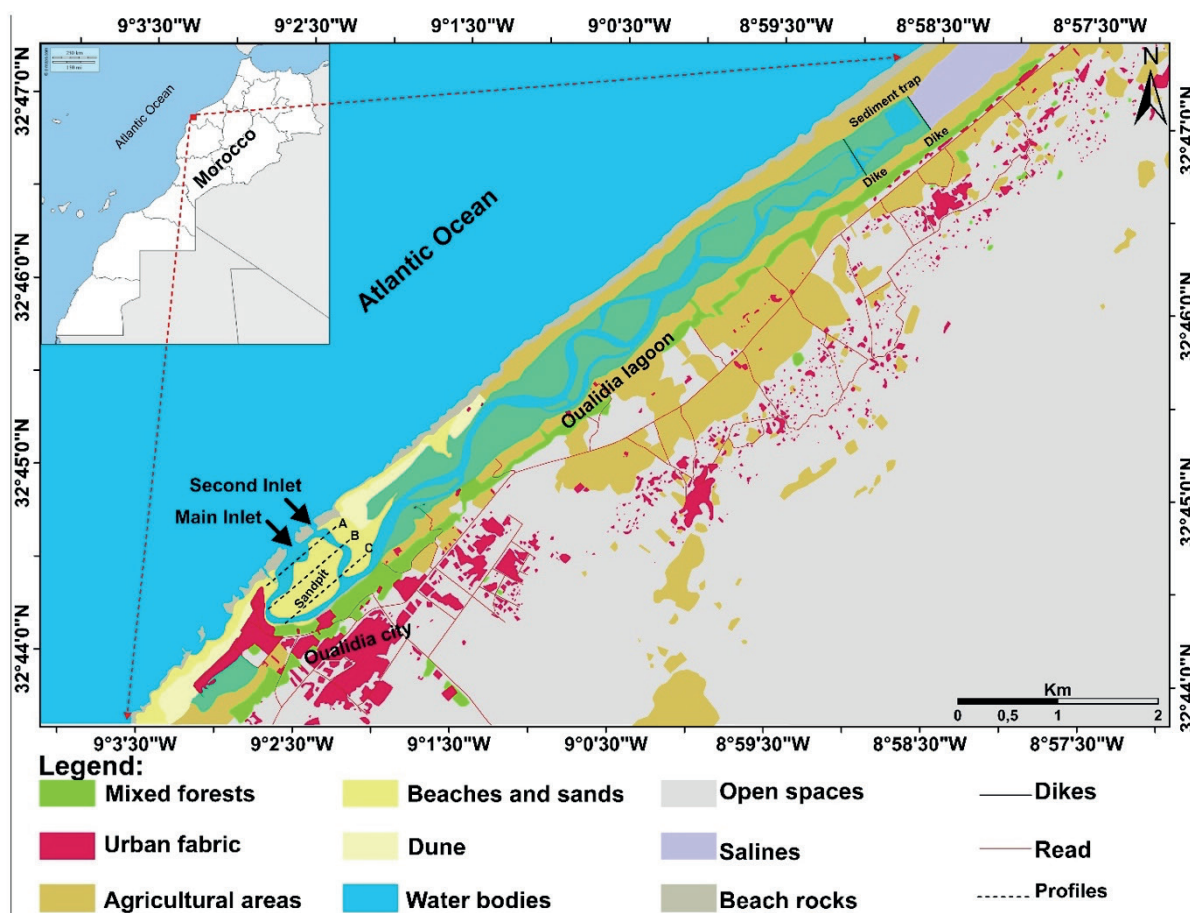 9°3'30"W 9°2'30"W 9°1'30"W 9°0'30"W 8°59'30"W 8°58'30"W 8°57'30"W
32°47'0"N
32°46'0"N
32°45'0"N
32°44'0"N
Atlantic Ocean
Morocco
N
Sediment trap
Dike
Dike
32°47'0"N
32°46'0"N
32°45'0"N
32°44'0"N
Atlantic Ocean
Oualidia lagoon
Second Inlet
Main Inlet
A
B
C
Sandpit
Oualidia city
Km
0 0,5 1 2
9°3'30"W 9°2'30"W 9°1'30"W 9°0'30"W 8°59'30"W 8°58'30"W 8°57'30"W
Legend:
Mixed forests
Urban fabric
Agricultural areas
Beaches and sands
Dune
Water bodies
Open spaces
Salines
Beach rocks
Dikes
Read
Profiles